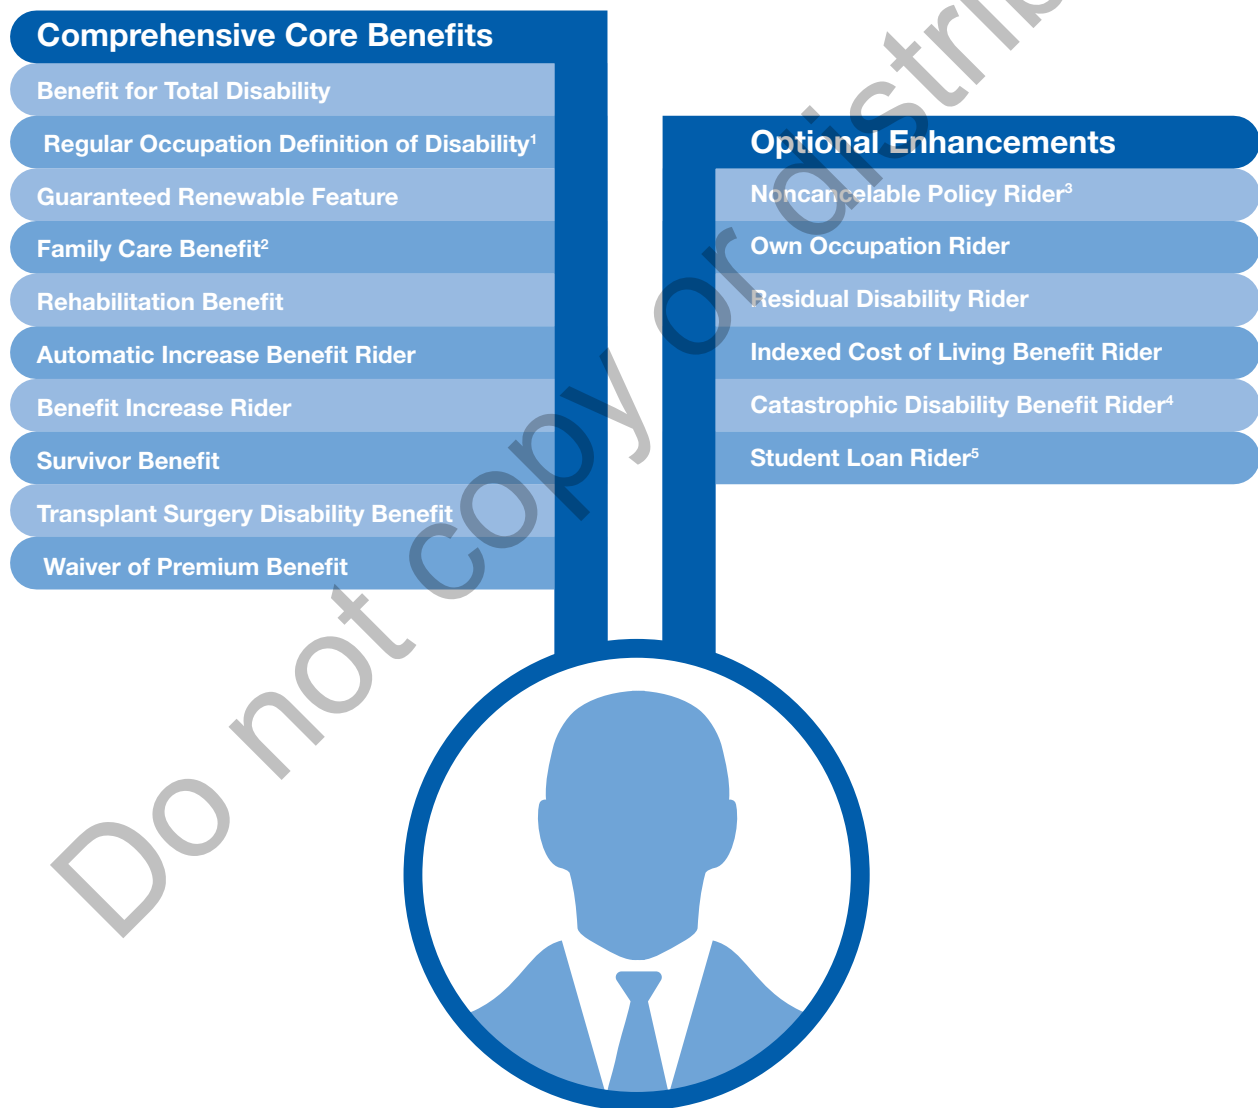 Comprehensive Core Benefits
Benefit for Total Disability
Regular Occupation Definition of Disability¹
Guaranteed Renewable Feature
Family Care Benefit²
Rehabilitation Benefit
Automatic Increase Benefit Rider
Benefit Increase Rider
Survivor Benefit
Transplant Surgery Disability Benefit
Waiver of Premium Benefit
Optional Enhancements
Noncancelable Policy Rider³
Own Occupation Rider
Residual Disability Rider
Indexed Cost of Living Benefit Rider
Catastrophic Disability Benefit Rider⁴
Student Loan Rider⁵
Do not copy or distrib